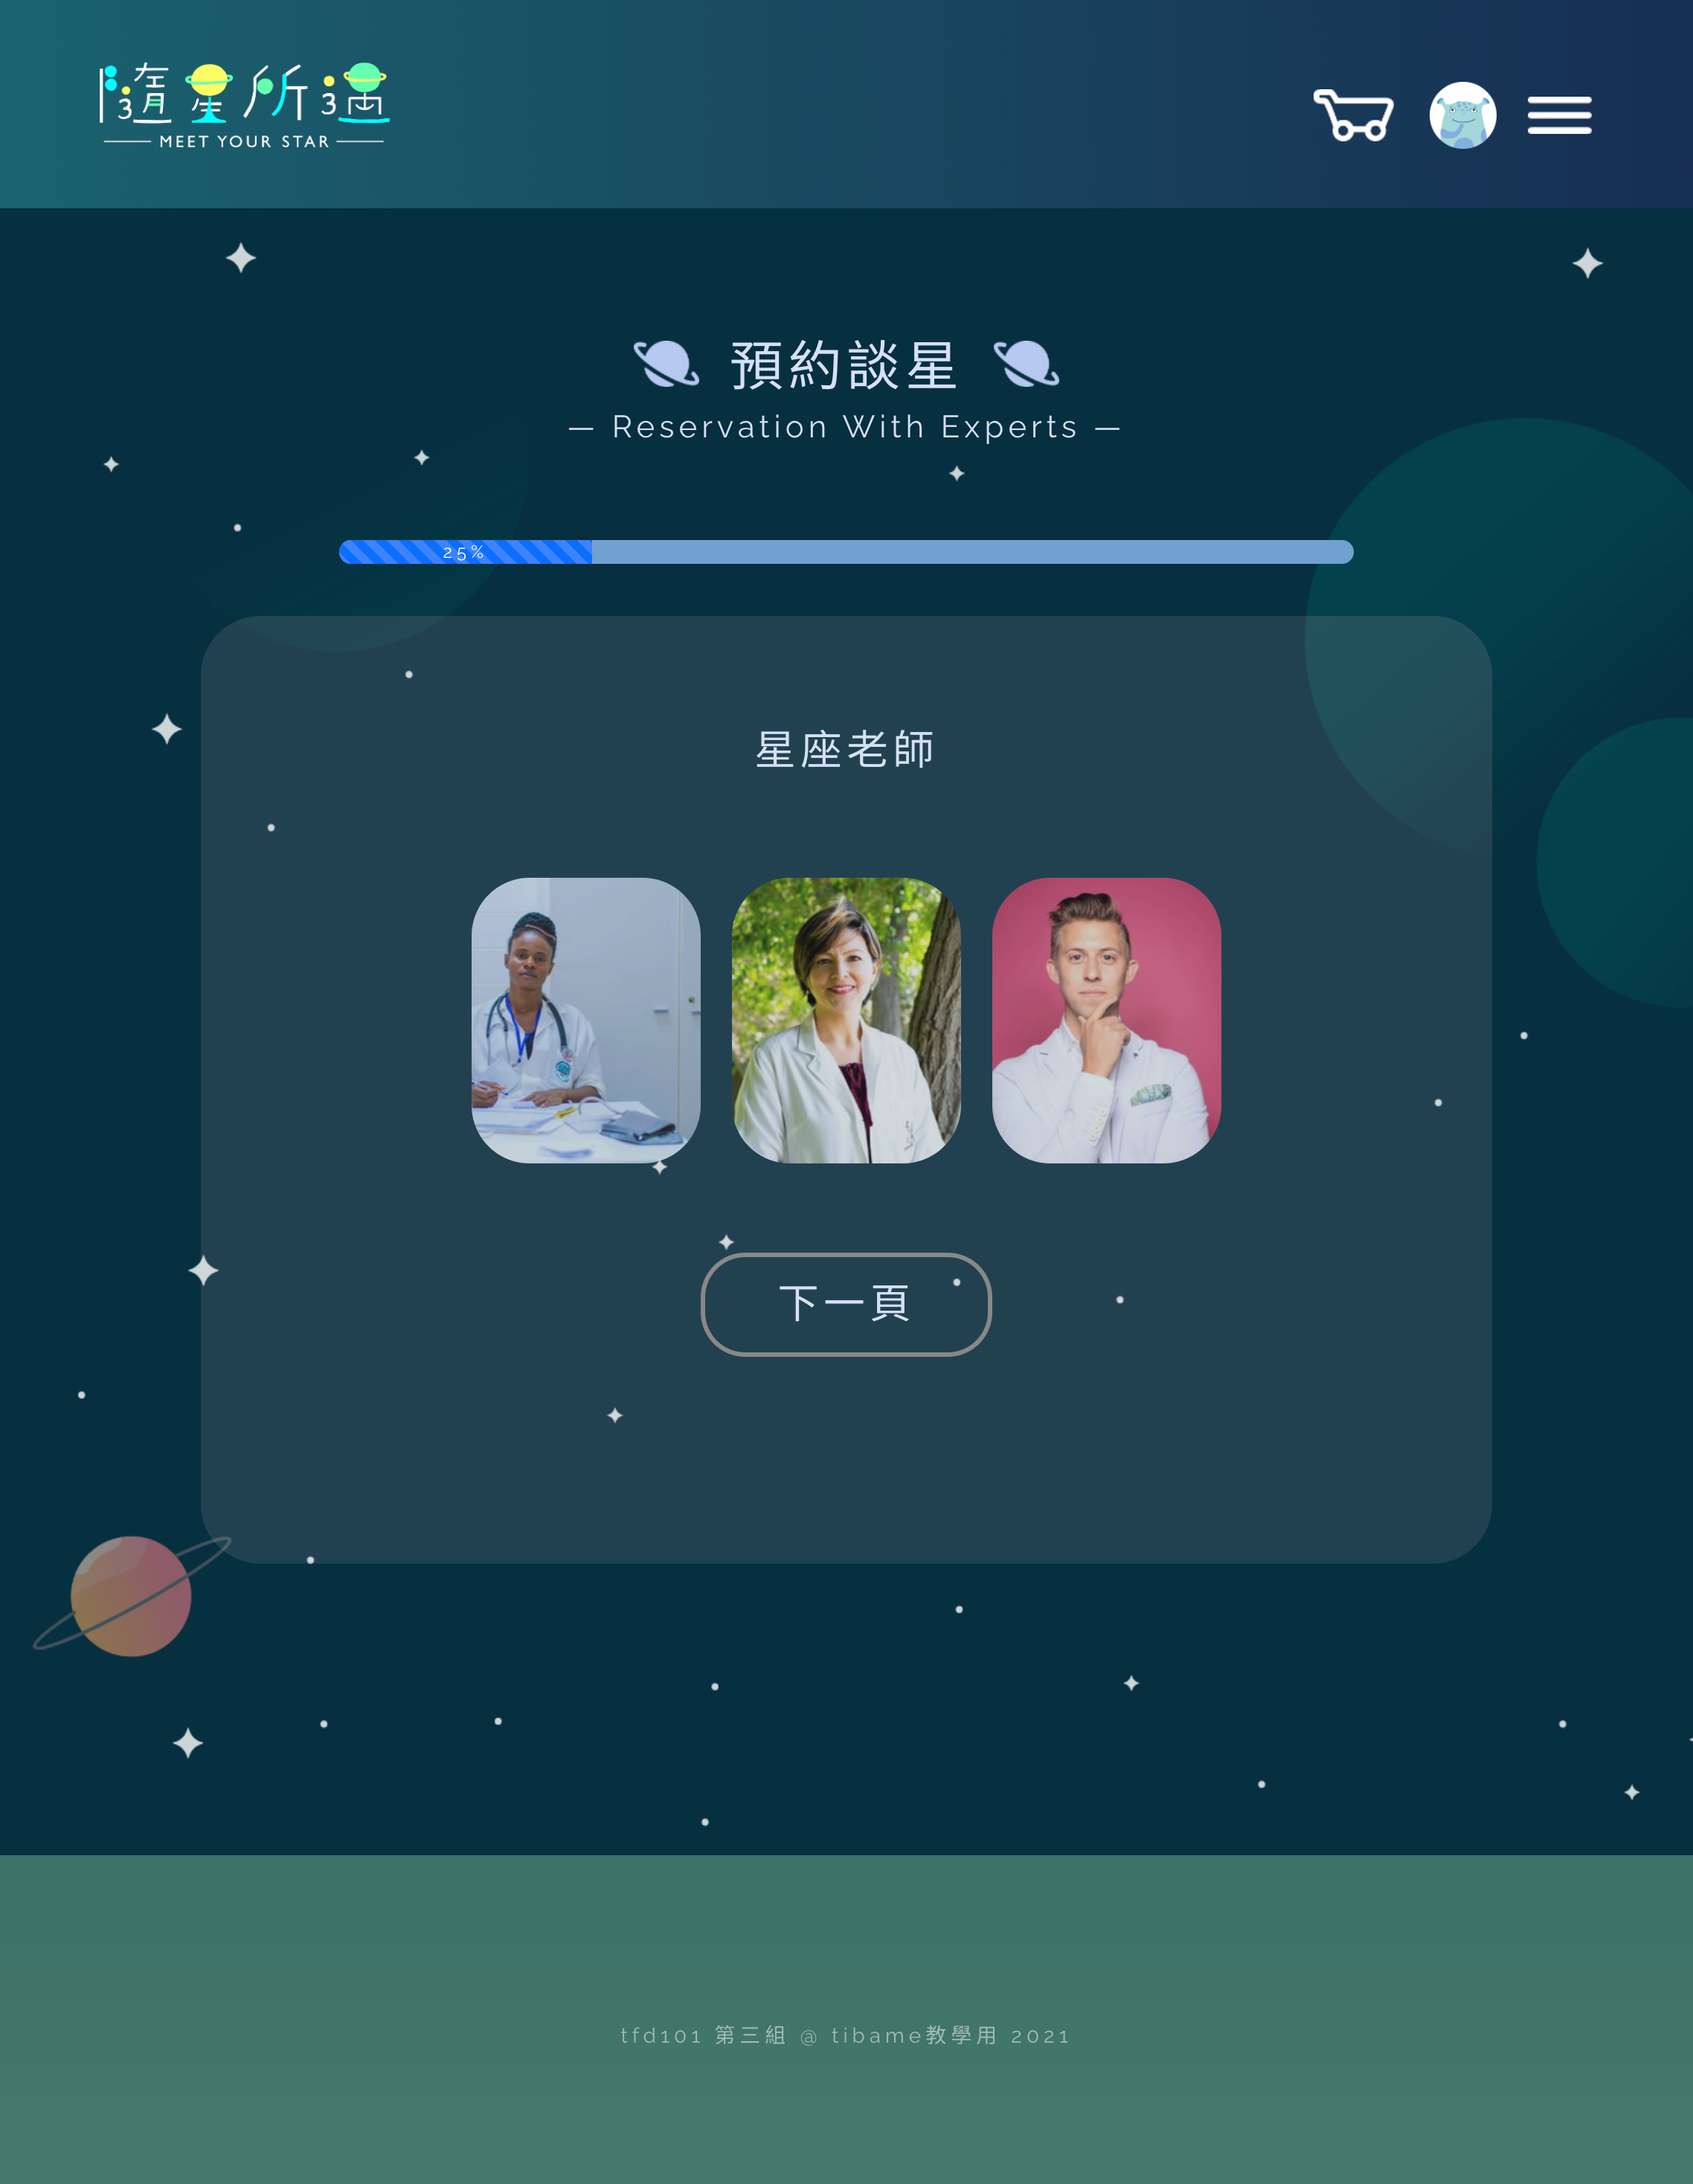 隨星所遇
MEET YOUR STAR
預約談星
— Reservation With Experts —
25%
星座老師
下一頁
tfd101 第三組 @ tibame教學用 2021